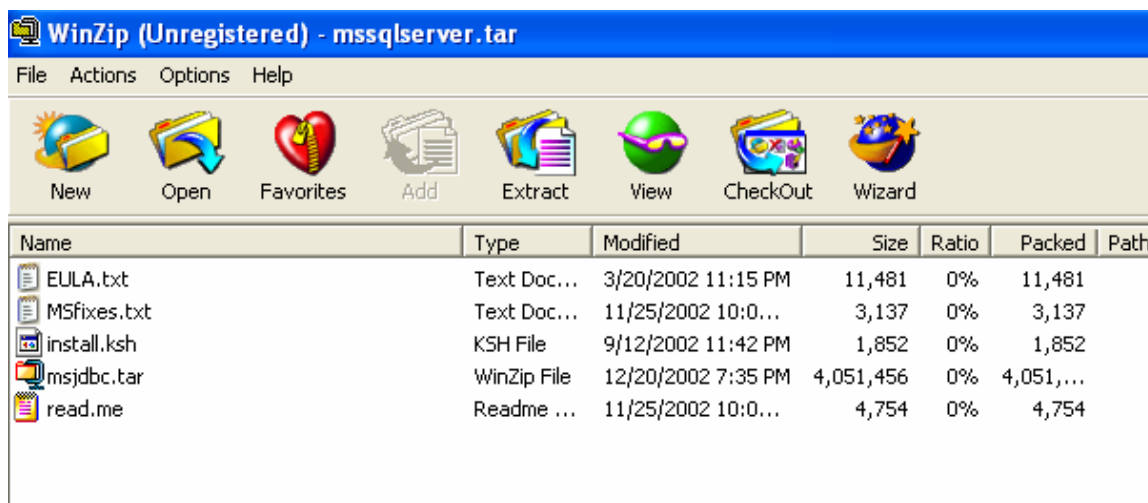 WinZip (Unregistered) - mssqlserver.tar
File Actions Options Help
New Open Favorites Add Extract View CheckOut Wizard
Name Type Modified Size Ratio Packed Path
EULA.txt Text Doc... 3/20/2002 11:15 PM 11,481 0% 11,481
MSfixes.txt Text Doc... 11/25/2002 10:0... 3,137 0% 3,137
install.ksh KSH File 9/12/2002 11:42 PM 1,852 0% 1,852
msjdbc.tar WinZip File 12/20/2002 7:35 PM 4,051,456 0% 4,051,...
read.me Readme ... 11/25/2002 10:0... 4,754 0% 4,754